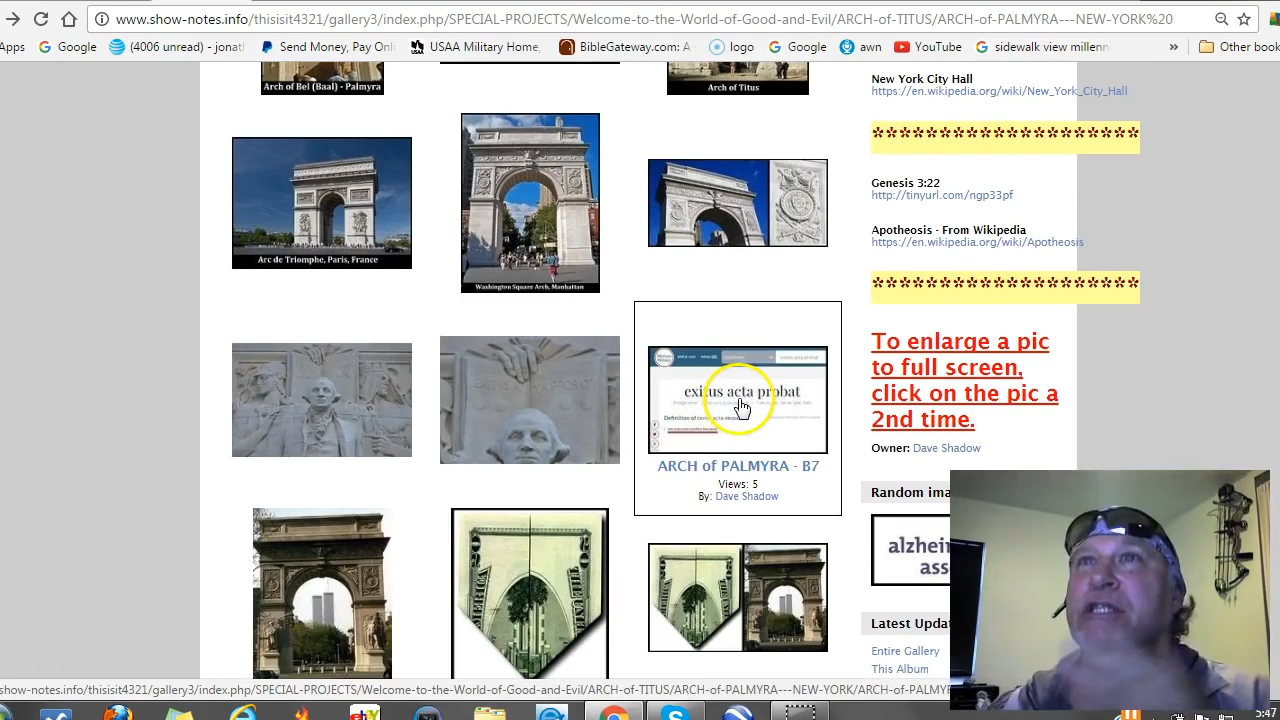 www.show-notes.info/thisisit4321/gallery3/index.php/SPECIAL-PROJECTS/Welcome-to-the-World-of-Good-and-Evil/ARCH-of-TITUS/ARCH-of-PALMYRA---NEW-YORK%20
Apps Google (4006 unread) - jonat Send Money, Pay Onl USAA Military Home, BibleGateway.com: A logo Google awn YouTube sidewalk view millenn » Other book
Arch of Bel (Baal) - Palmyra
Arch of Titus
New York City Hall
https://en.wikipedia.org/wiki/New_York_City_Hall
********************
Genesis 3:22
http://tinyurl.com/ngp33pf
Apotheosis - From Wikipedia
https://en.wikipedia.org/wiki/Apotheosis
********************
Arc de Triomphe, Paris, France
Washington Square Arch, Manhattan
To enlarge a pic
to full screen,
click on the pic a
2nd time.
Owner: Dave Shadow
exitus acta probat
ARCH of PALMYRA - B7
Views: 5
By: Dave Shadow
Random ima
alzhei
ass
Latest Updat
Entire Gallery
This Album
show-notes.info/thisisit4321/gallery3/index.php/SPECIAL-PROJECTS/Welcome-to-the-World-of-Good-and-Evil/ARCH-of-TITUS/ARCH-of-PALMYRA---NEW-YORK/ARCH-of-PALMY
ebY
5:47